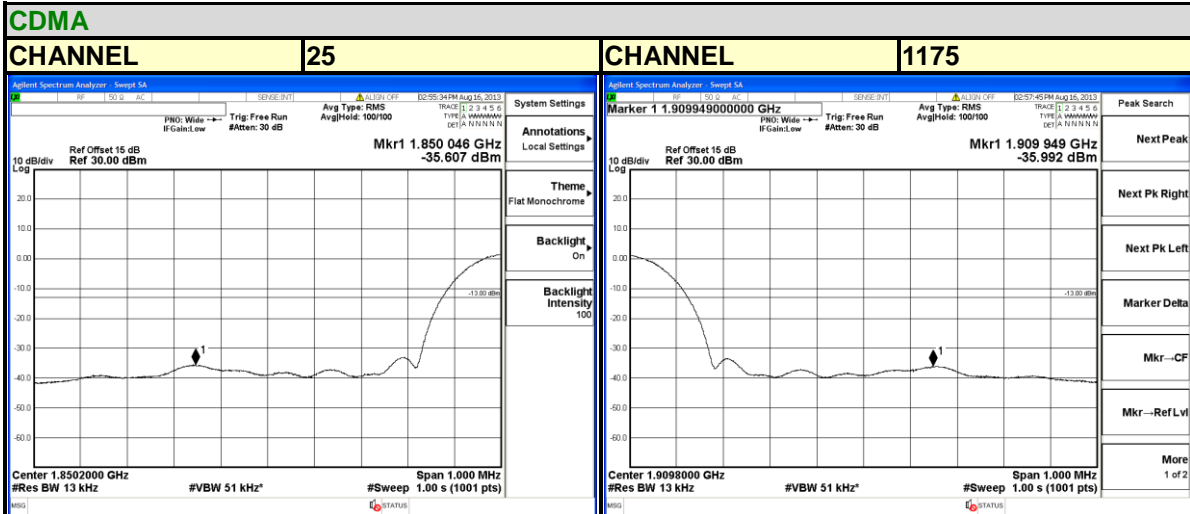 CDMA
CHANNEL 25 CHANNEL 1175
Agilent Spectrum Analyzer - Swept SA
RF 50 Ω AC SENSE:INT ALIGN OFF 02:55:34 PM Aug 16, 2013
PNO: Wide Trig: Free Run Avg Type: RMS TRACE 1 2 3 4 5 6
IFGain:Low #Atten: 30 dB Avg|Hold: 100/100 TYPE A WWWWW
DET A N N N N N
Ref Offset 15 dB Mkr1 1.850 046 GHz
10 dB/div Ref 30.00 dBm -35.607 dBm
Log
20.0
10.0
0.00
-10.0
-13.00 dBm
-20.0
-30.0
1
-40.0
-50.0
-60.0
Center 1.8502000 GHz Span 1.000 MHz
#Res BW 13 kHz #VBW 51 kHz* #Sweep 1.00 s (1001 pts)
MSG STATUS
System Settings
Annotations
Local Settings
Theme
Flat Monochrome
Backlight
On
Backlight
Intensity
100
Agilent Spectrum Analyzer - Swept SA
RF 50 Ω AC SENSE:INT ALIGN OFF 02:57:45 PM Aug 16, 2013
Marker 1 1.909949000000 GHz
PNO: Wide Trig: Free Run Avg Type: RMS TRACE 1 2 3 4 5 6
IFGain:Low #Atten: 30 dB Avg|Hold: 100/100 TYPE A WWWWW
DET A N N N N N
Ref Offset 15 dB Mkr1 1.909 949 GHz
10 dB/div Ref 30.00 dBm -35.992 dBm
Log
20.0
10.0
0.00
-10.0
-13.00 dBm
-20.0
-30.0
1
-40.0
-50.0
-60.0
Center 1.9098000 GHz Span 1.000 MHz
#Res BW 13 kHz #VBW 51 kHz* #Sweep 1.00 s (1001 pts)
MSG STATUS
Peak Search
Next Peak
Next Pk Right
Next Pk Left
Marker Delta
Mkr→CF
Mkr→Ref Lvl
More
1 of 2